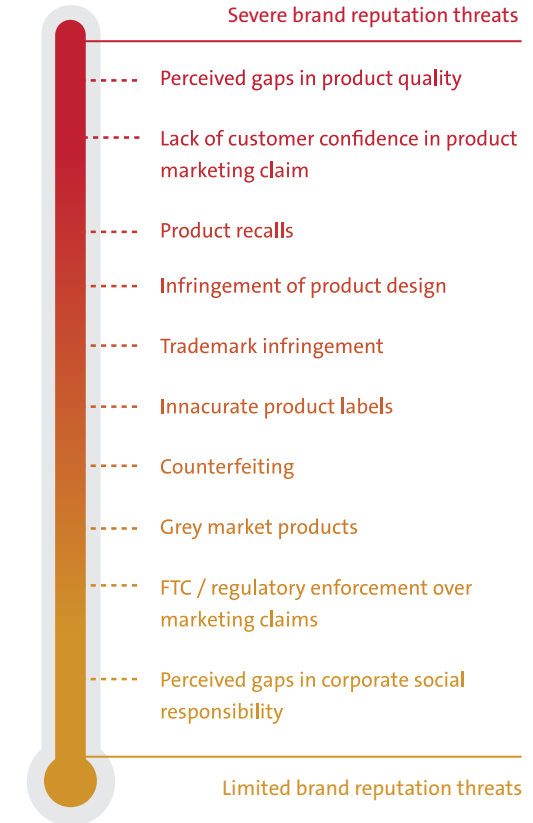 Severe brand reputation threats
Perceived gaps in product quality
Lack of customer confidence in product
marketing claim
Product recalls
Infringement of product design
Trademark infringement
Innacurate product labels
Counterfeiting
Grey market products
FTC / regulatory enforcement over
marketing claims
Perceived gaps in corporate social
responsibility
Limited brand reputation threats